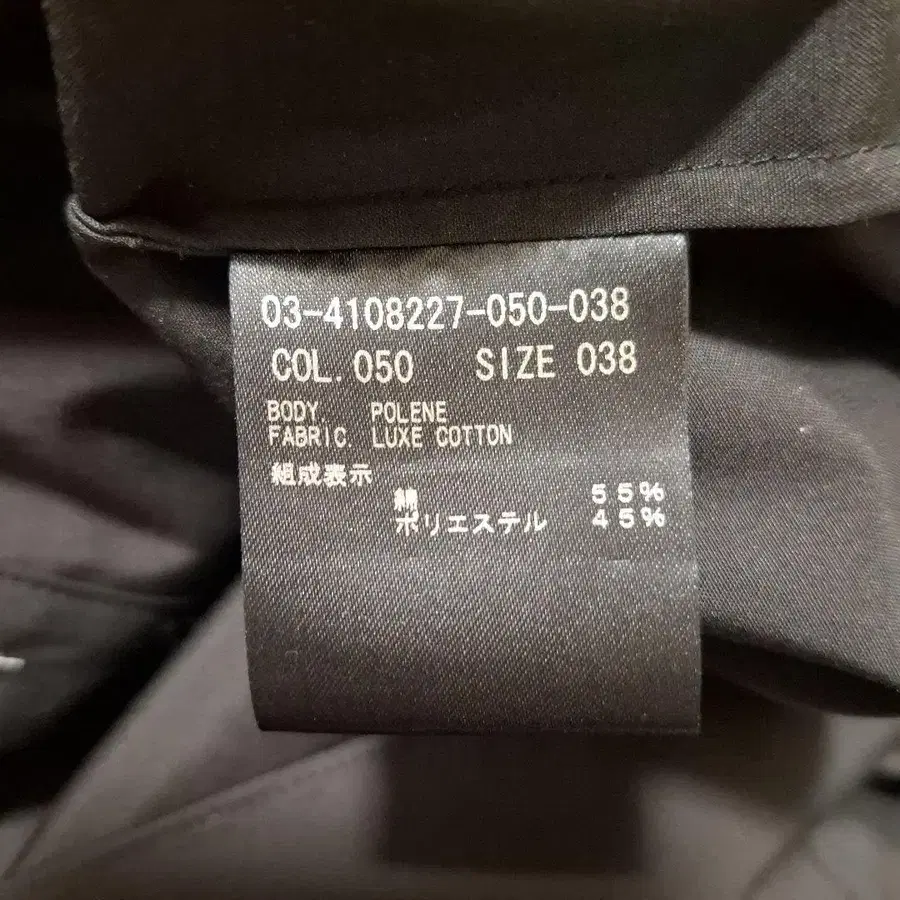 03-4108227-050-038
COL. 050 SIZE 038
BODY. POLENE
FABRIC. LUXE COTTON
組成表示
綿 55%
ポリエステル 45%